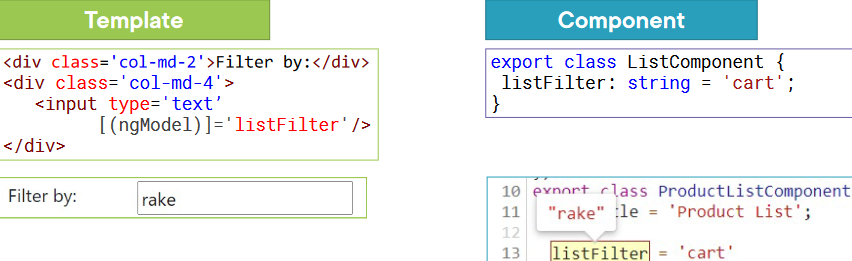 Template
<div class='col-md-2'>Filter by:</div>
<div class='col-md-4'>
<input type='text’
[(ngModel)]='listFilter'/>
</div>
Filter by:
rake
Component
export class ListComponent {
listFilter: string = 'cart';
}
10 export class ProductListComponent
11 = 'Product List';
"rake"
12
13 listFilter = 'cart'